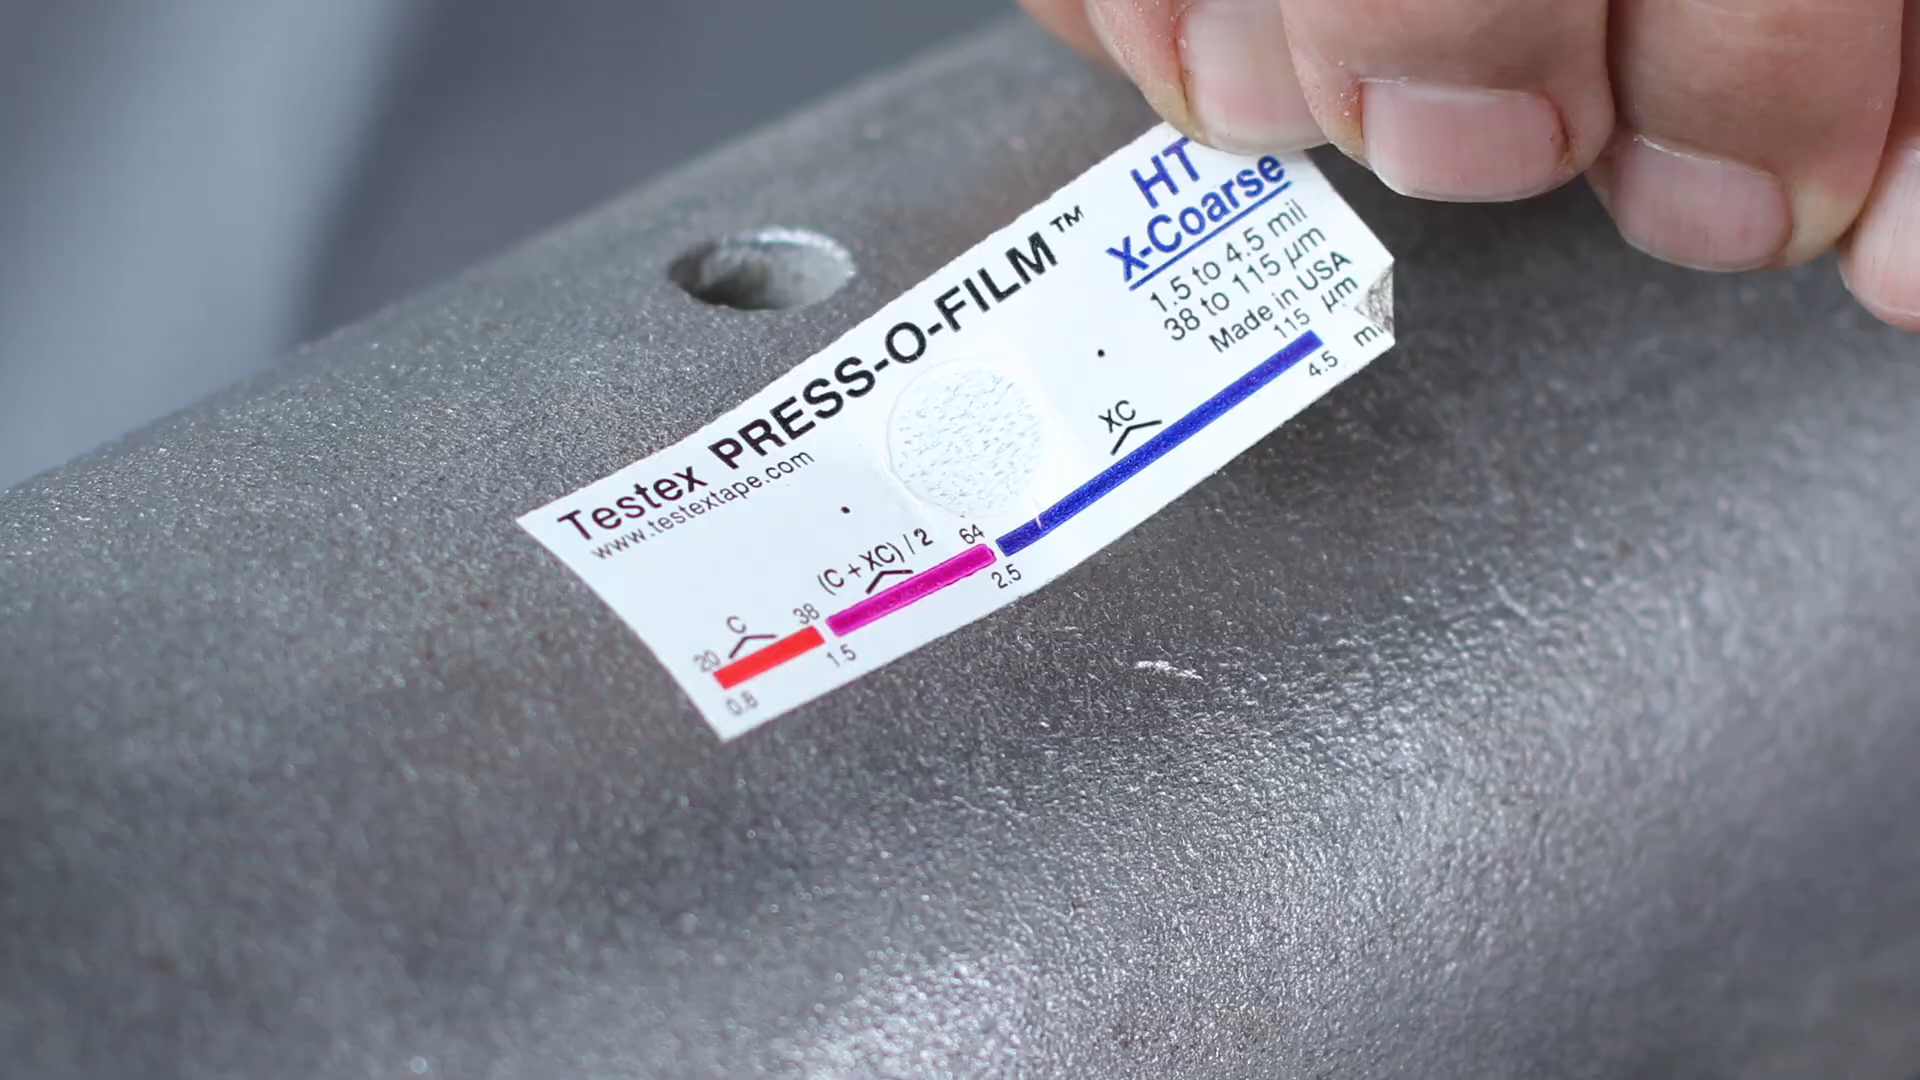 Testex PRESS-O-FILM™
www.testextape.com
HT
X-Coarse
1.5 to 4.5 mil
38 to 115 µm
Made in USA
C
(C+XC)/2
XC
20
38
64
115 µm
0.8
1.5
2.5
4.5